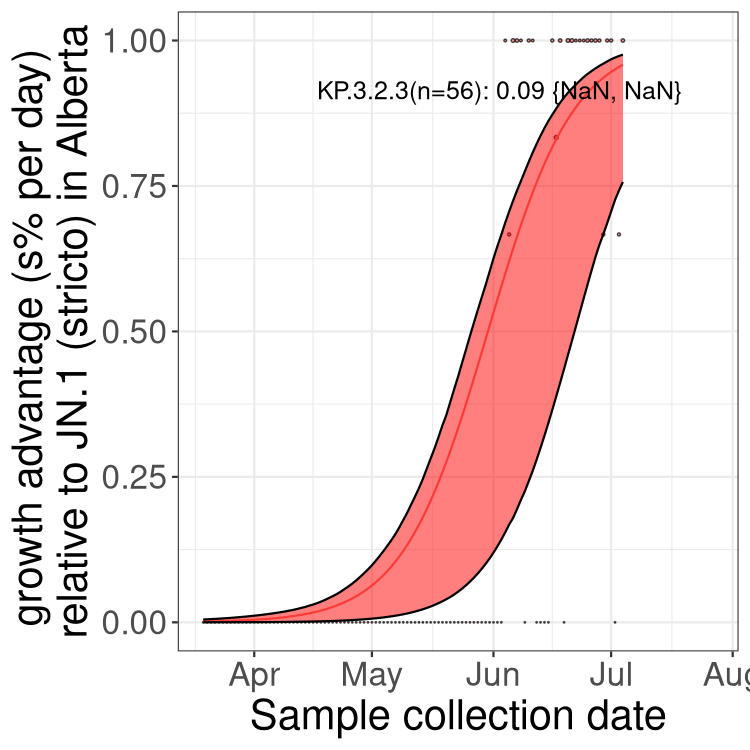 growth advantage (s% per day)
relative to JN.1 (stricto) in Alberta
1.00
0.75
0.50
0.25
0.00
KP.3.2.3(n=56): 0.09 {NaN, NaN}
Apr May Jun Jul Aug
Sample collection date